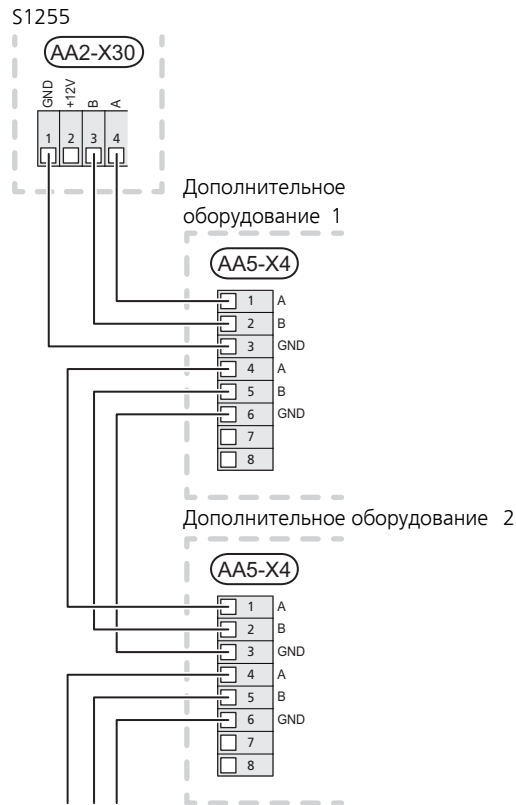 S1255
AA2-X30
GND +12V B A
1 2 3 4
Дополнительное
оборудование 1
AA5-X4
1 A
2 B
3 GND
4 A
5 B
6 GND
7
8
Дополнительное оборудование 2
AA5-X4
1 A
2 B
3 GND
4 A
5 B
6 GND
7
8